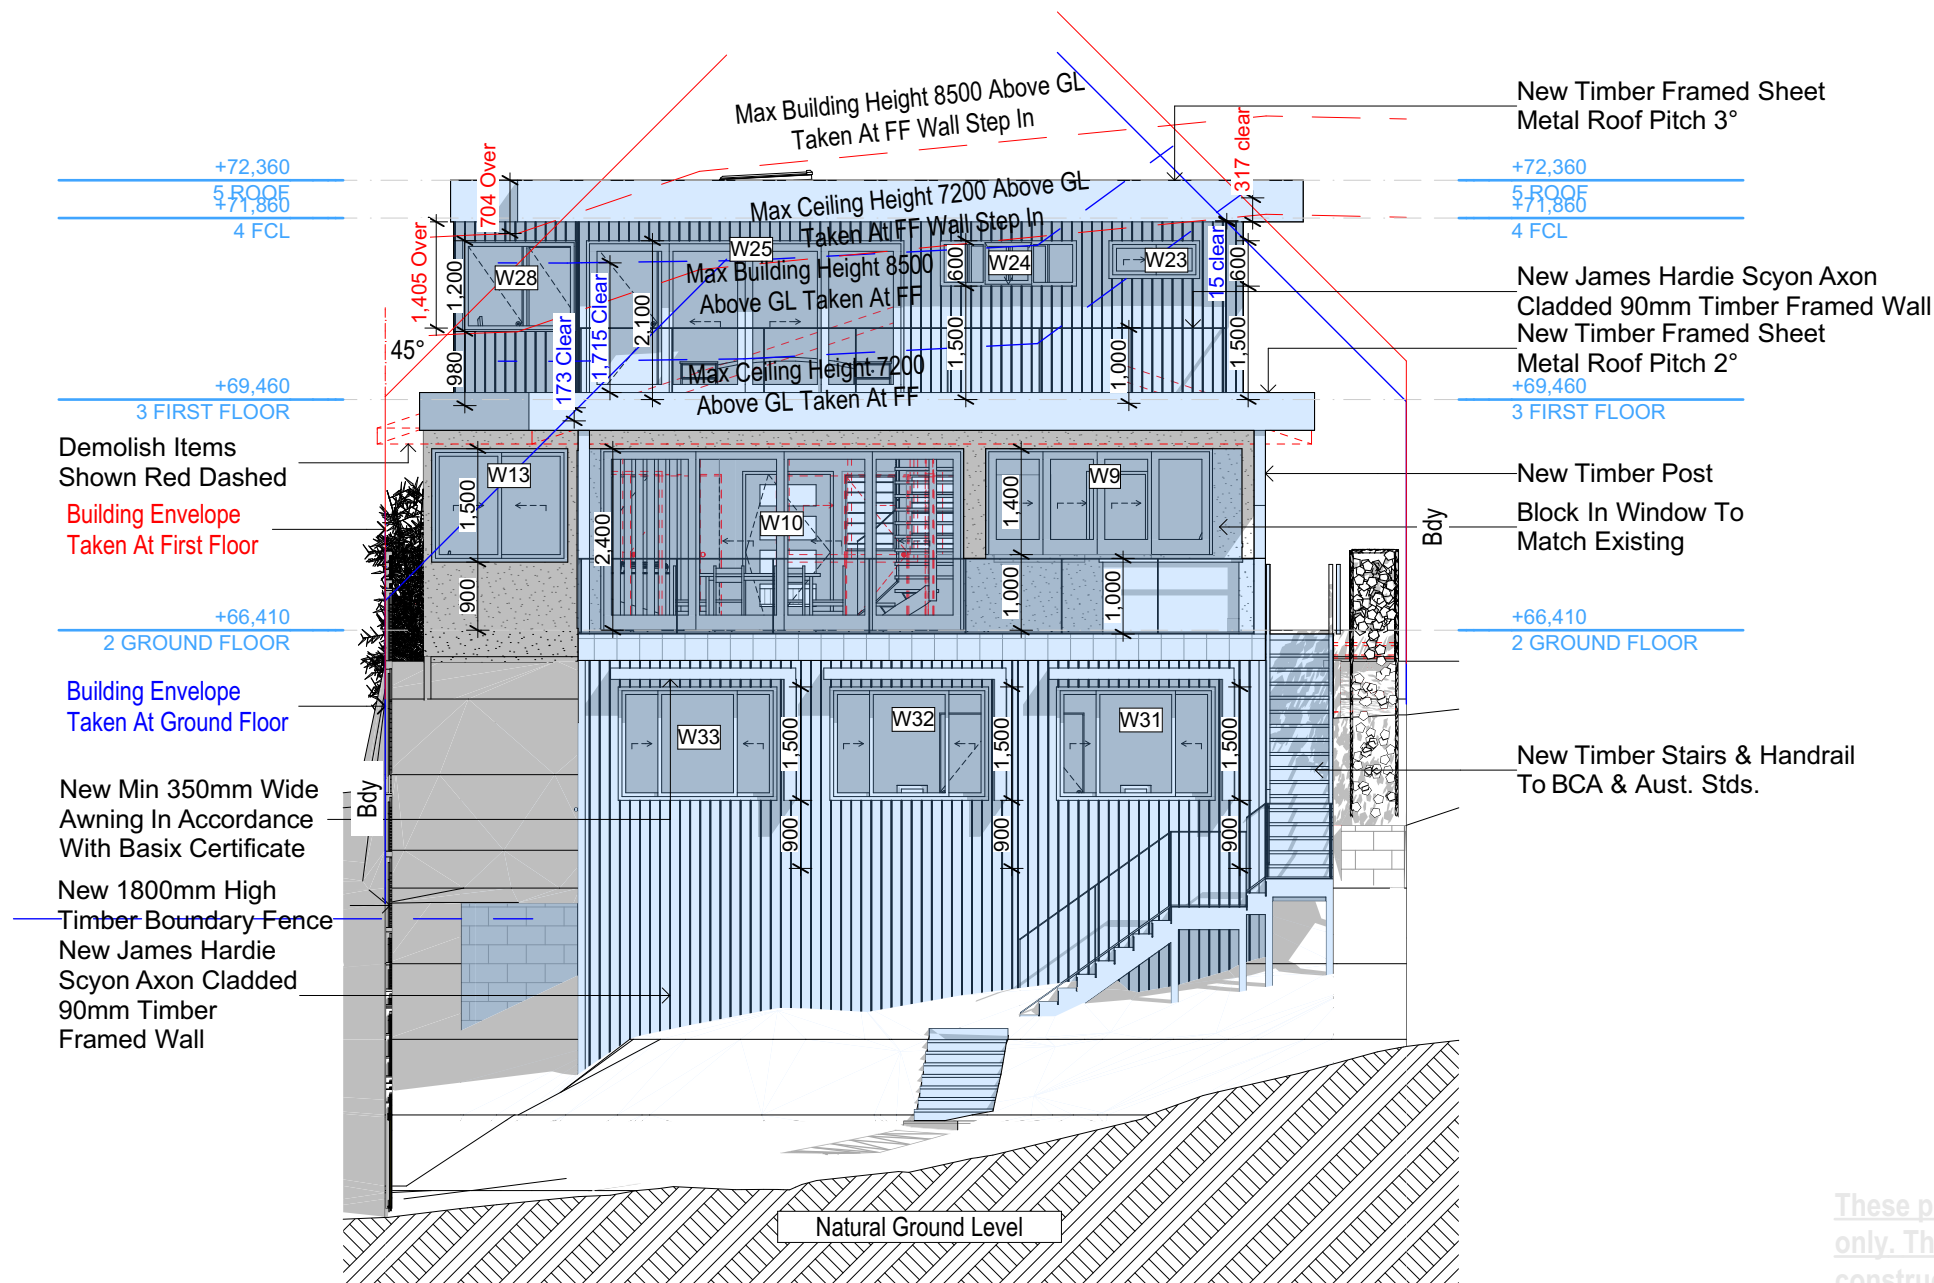 Max Building Height 8500 Above GL
Taken At FF Wall Step In
Max Ceiling Height 7200 Above GL
Taken At FF Wall Step In
Max Building Height 8500
Above GL Taken At FF
Max Ceiling Height 7200
Above GL Taken At FF
+72,360
5 ROOF
+71,860
4 FCL
+69,460
3 FIRST FLOOR
Demolish Items
Shown Red Dashed
Building Envelope
Taken At First Floor
+66,410
2 GROUND FLOOR
Building Envelope
Taken At Ground Floor
New Min 350mm Wide
Awning In Accordance
With Basix Certificate
New 1800mm High
Timber Boundary Fence
New James Hardie
Scyon Axon Cladded
90mm Timber
Framed Wall
Bdy
1,405 Over
704 Over
45°
1,200
980
W28
173 Clear
1,715 Clear
2,100
W25
600
W24
1,500
1,000
W23
15 clear
317 clear
600
1,500
W13
1,500
900
2,400
W10
W9
1,400
1,000
1,000
W33
1,500
900
W32
1,500
900
W31
1,500
900
Bdy
New Timber Framed Sheet
Metal Roof Pitch 3°
+72,360
5 ROOF
+71,860
4 FCL
New James Hardie Scyon Axon
Cladded 90mm Timber Framed Wall
New Timber Framed Sheet
Metal Roof Pitch 2°
+69,460
3 FIRST FLOOR
New Timber Post
Block In Window To
Match Existing
+66,410
2 GROUND FLOOR
New Timber Stairs & Handrail
To BCA & Aust. Stds.
Natural Ground Level
These p
only. Th
construc